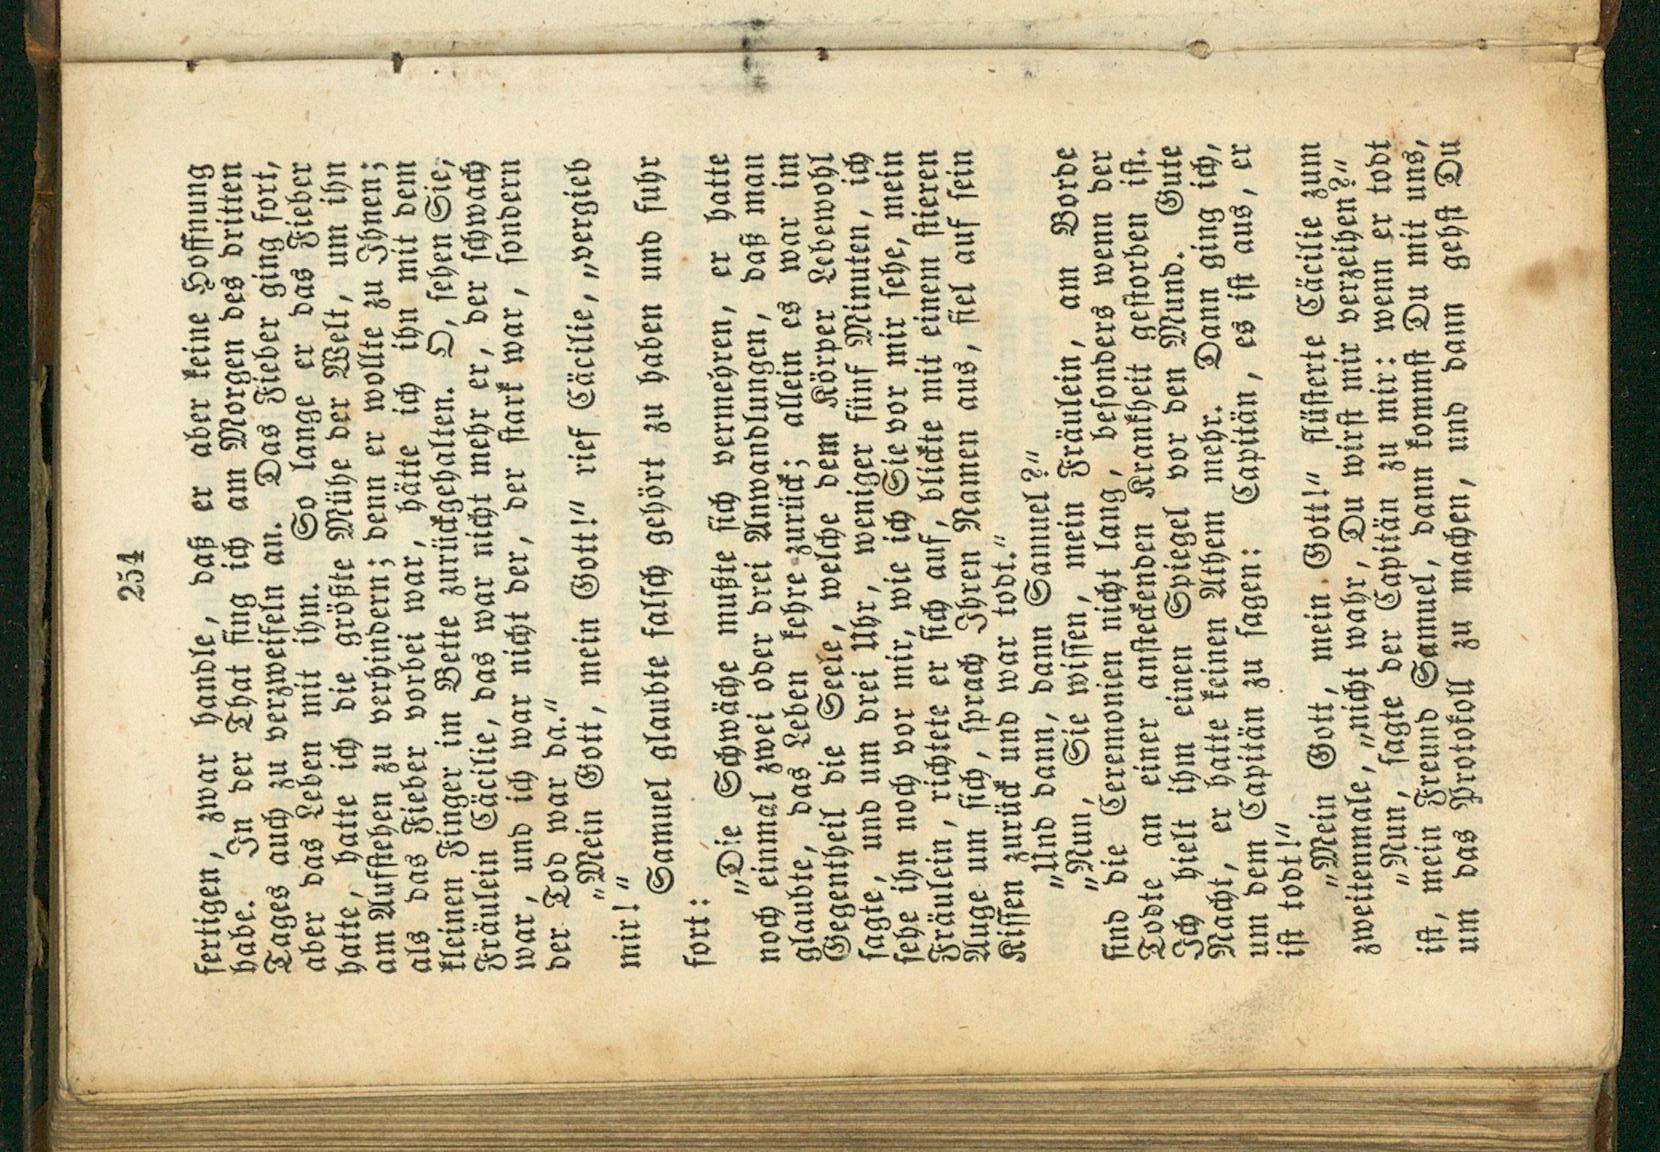 254
fertigen, zwar handle, daß er aber keine Hoffnung
habe. In der That fing ich am Morgen des dritten
Tages auch zu verzweifeln an. Das Fieber ging fort,
aber das Leben mit ihm. So lange er das Fieber
hatte, hatte ich die größte Mühe der Welt, um ihn
am Aufstehen zu verhindern; denn er wollte zu Ihnen;
als das Fieber vorbei war, hätte ich ihn mit dem
kleinen Finger im Bette zurückgehalten. O, sehen Sie,
Fräulein Cäcilie, das war nicht mehr er, der schwach
war, und ich war nicht der, der stark war, sondern
der Tod war da.“
„Mein Gott, mein Gott!“ rief Cäcilie, „vergieb
mir!“
Samuel glaubte falsch gehört zu haben und fuhr
fort:
„Die Schwäche mußte sich vermehren, er hatte
noch einmal zwei oder drei Anwandlungen, daß man
glaubte, das Leben kehre zurück; allein es war im
Gegentheil die Seele, welche dem Körper Lebewohl
sagte, und um drei Uhr, weniger fünf Minuten, ich
sehe ihn noch vor mir, wie ich Sie vor mir sehe, mein
Fräulein, richtete er sich auf, blickte mit einem stieren
Auge um sich, sprach Ihren Namen aus, fiel auf sein
Kissen zurück und war todt.“
„Und dann, dann Samuel?“
„Nun, Sie wissen, mein Fräulein, am Borde
sind die Ceremonien nicht lang, besonders wenn der
Todte an einer ansteckenden Krankheit gestorben ist.
Ich hielt ihm einen Spiegel vor den Mund. Gute
Nacht, er hatte keinen Athem mehr. Dann ging ich,
um dem Capitän zu sagen: Capitän, es ist aus, er
ist todt!“
„Mein Gott, mein Gott!“ flüsterte Cäcilie zum
zweitenmale, „nicht wahr, Du wirst mir verzeihen?“
„Nun, sagte der Capitän zu mir: wenn er todt
ist, mein Freund Samuel, dann kommst Du mit uns,
um das Protokoll zu machen, und dann gehst Du